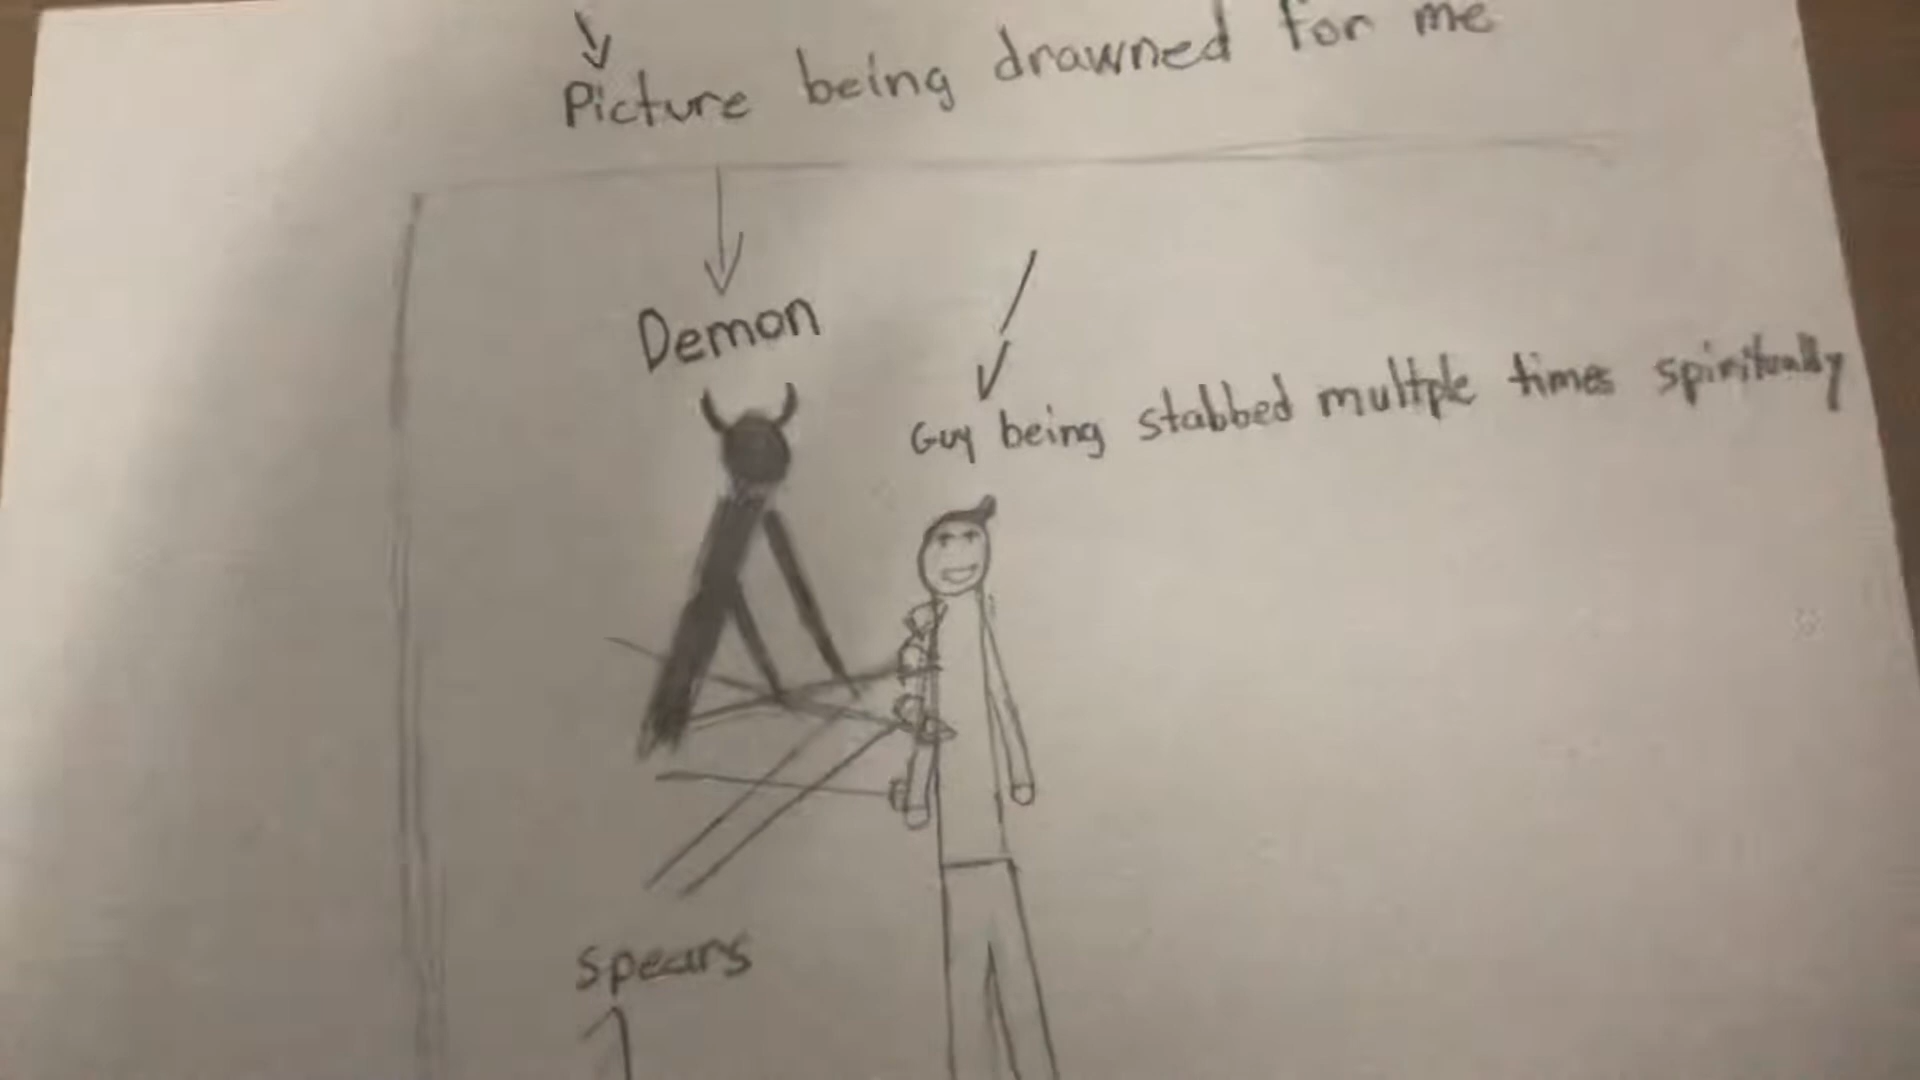 Picture being drawned for me
Demon
Guy being stabbed multple times spiritually
spears